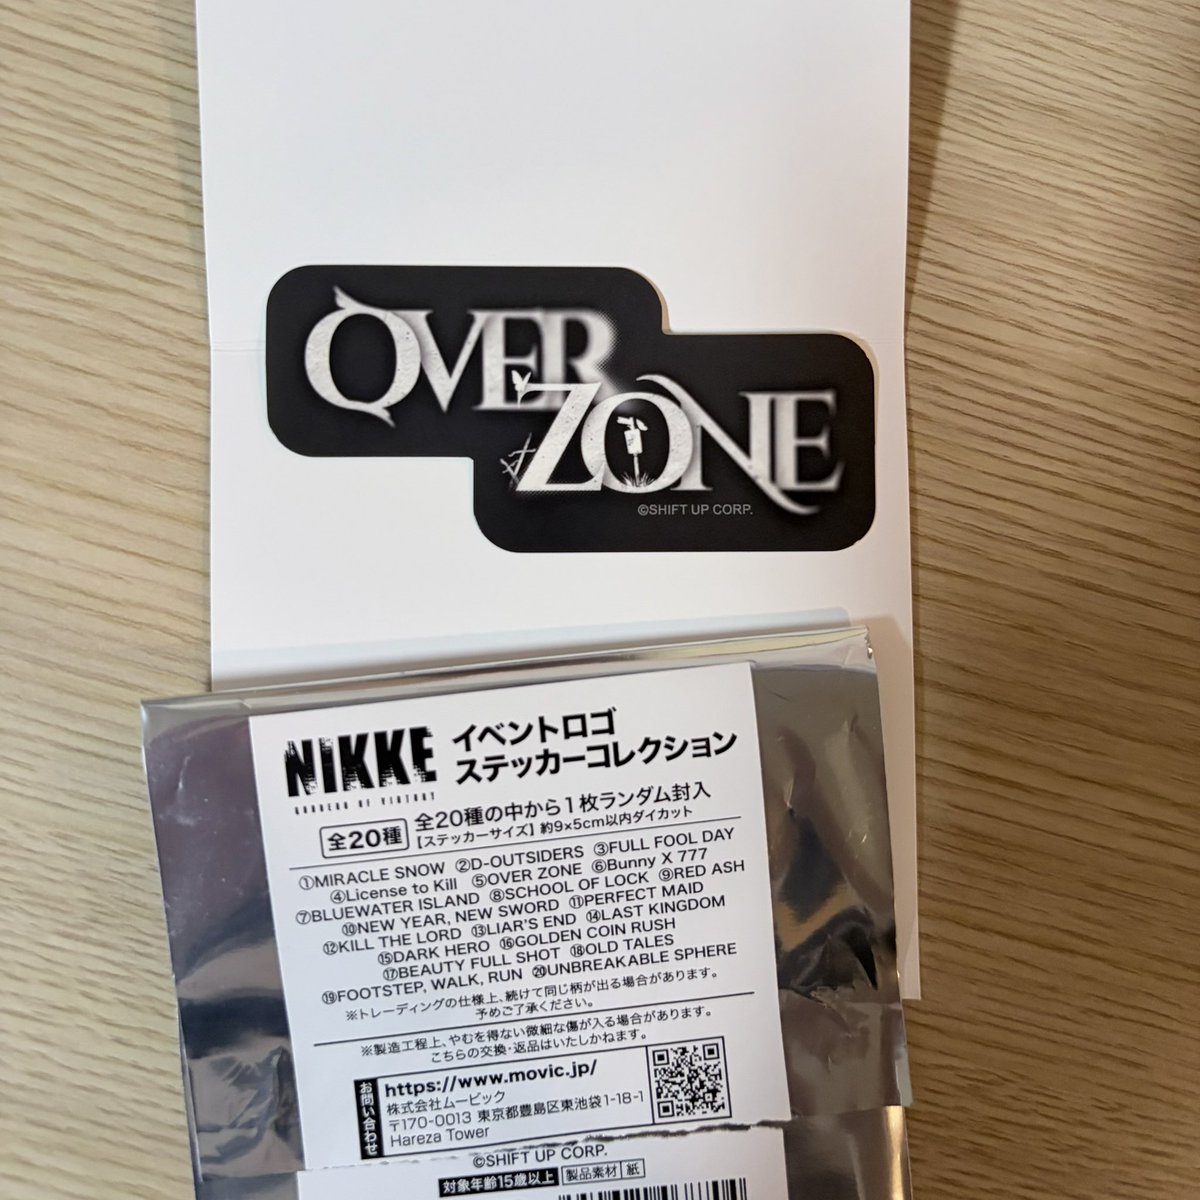 OVER
ZONE
©SHIFT UP CORP.
NIKKE
GODDESS OF VICTORY
イベントロゴ
ステッカーコレクション
全20種
全20種の中から1枚ランダム封入
【ステッカーサイズ】約9×5cm以内ダイカット
①MIRACLE SNOW ②D-OUTSIDERS ③FULL FOOL DAY
④License to Kill ⑤OVER ZONE ⑥Bunny X 777
⑦BLUEWATER ISLAND ⑧SCHOOL OF LOCK ⑨RED ASH
⑩NEW YEAR, NEW SWORD ⑪PERFECT MAID
⑫KILL THE LORD ⑬LIAR'S END ⑭LAST KINGDOM
⑮DARK HERO ⑯GOLDEN COIN RUSH
⑰BEAUTY FULL SHOT ⑱OLD TALES
⑲FOOTSTEP, WALK, RUN ⑳UNBREAKABLE SPHERE
※トレーディングの仕様上、続けて同じ柄が出る場合があります。
予めご了承ください。
※製造工程上、やむを得ない微細な傷が入る場合があります。
こちらの交換・返品はいたしかねます。
お問い合わせ
https://www.movic.jp/
株式会社ムービック
〒170-0013 東京都豊島区東池袋1-18-1
Hareza Tower
©SHIFT UP CORP.
対象年齢15歳以上 製品素材 紙